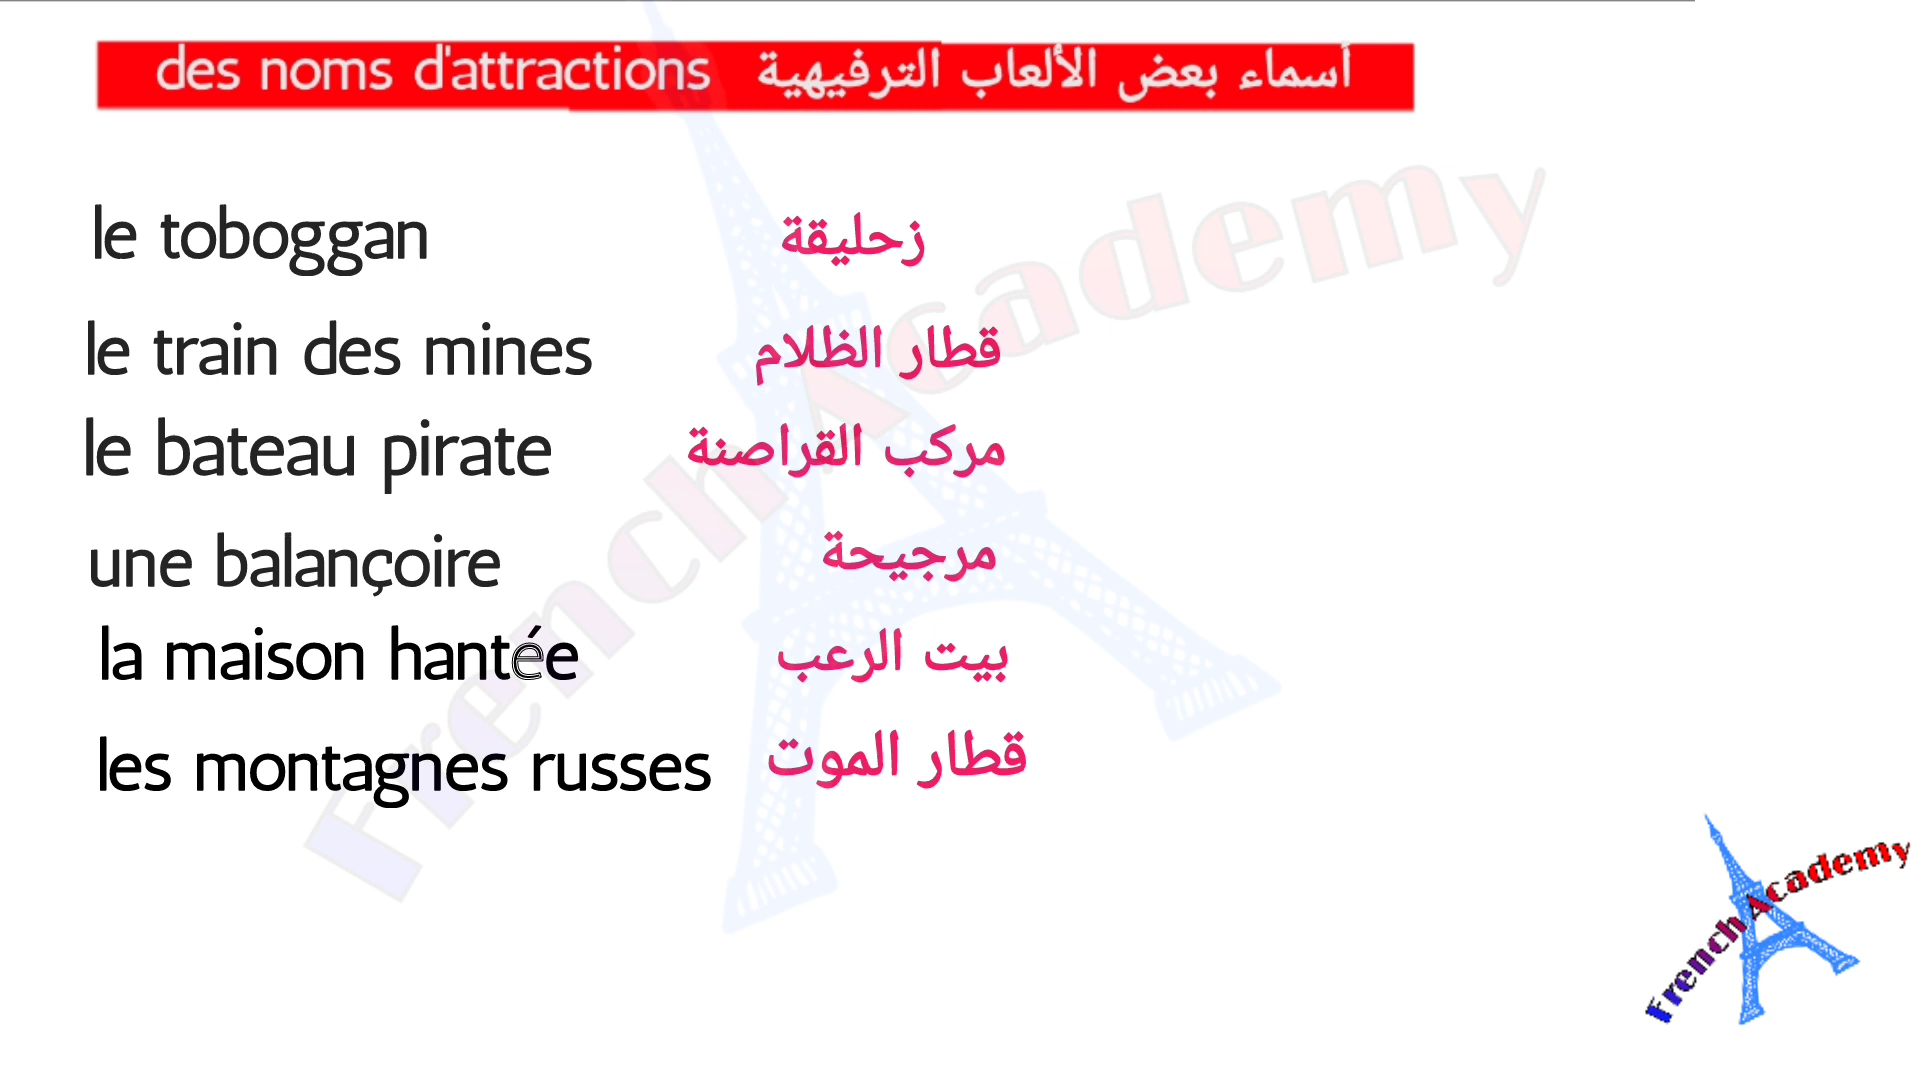 des noms d'attractions أسماء بعض الألعاب الترفيهية
le toboggan زحليقة
le train des mines قطار الظلام
le bateau pirate مركب القراصنة
une balançoire مرجيحة
la maison hantée بيت الرعب
les montagnes russes قطار الموت
French Academy
French Academy